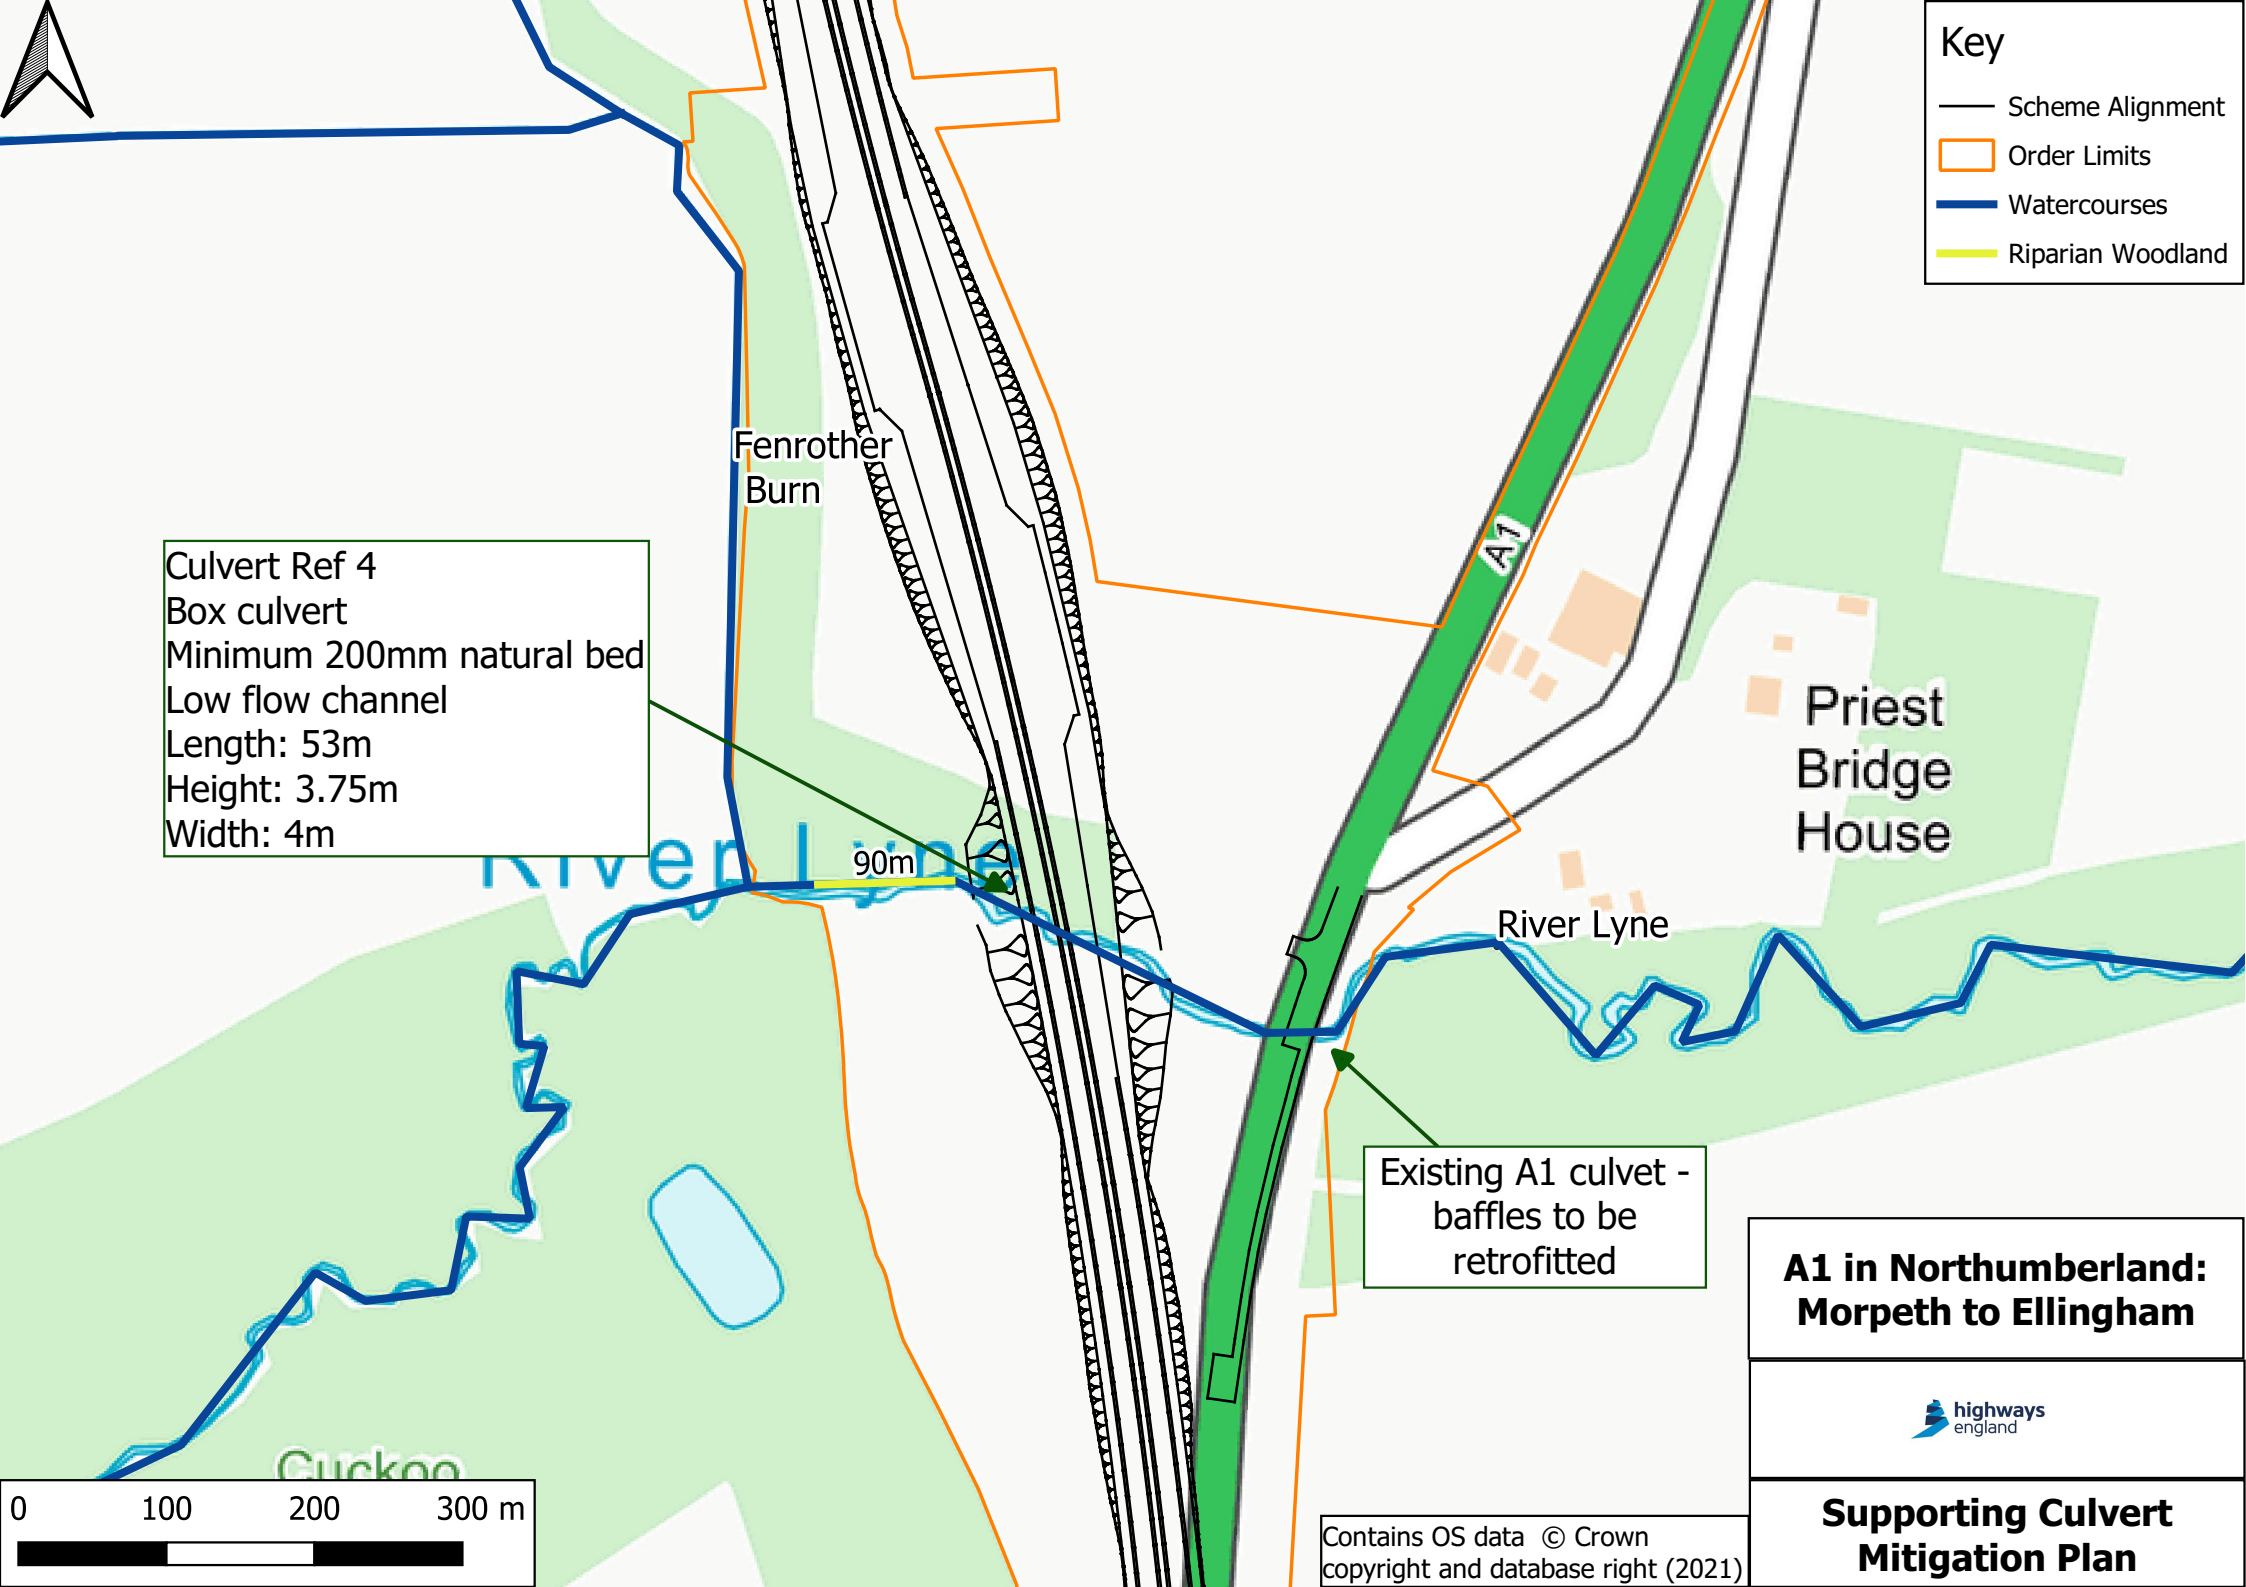 Key
Scheme Alignment
Order Limits
Watercourses
Riparian Woodland
Fenrother
Burn
A1
Culvert Ref 4
Box culvert
Minimum 200mm natural bed
Low flow channel
Length: 53m
Height: 3.75m
Width: 4m
Priest
Bridge
House
River Lyne
90m
River Lyne
Existing A1 culvet -
baffles to be
retrofitted
A1 in Northumberland:
Morpeth to Ellingham
highways
england
Cuckoo
0 100 200 300 m
Contains OS data © Crown
copyright and database right (2021)
Supporting Culvert
Mitigation Plan